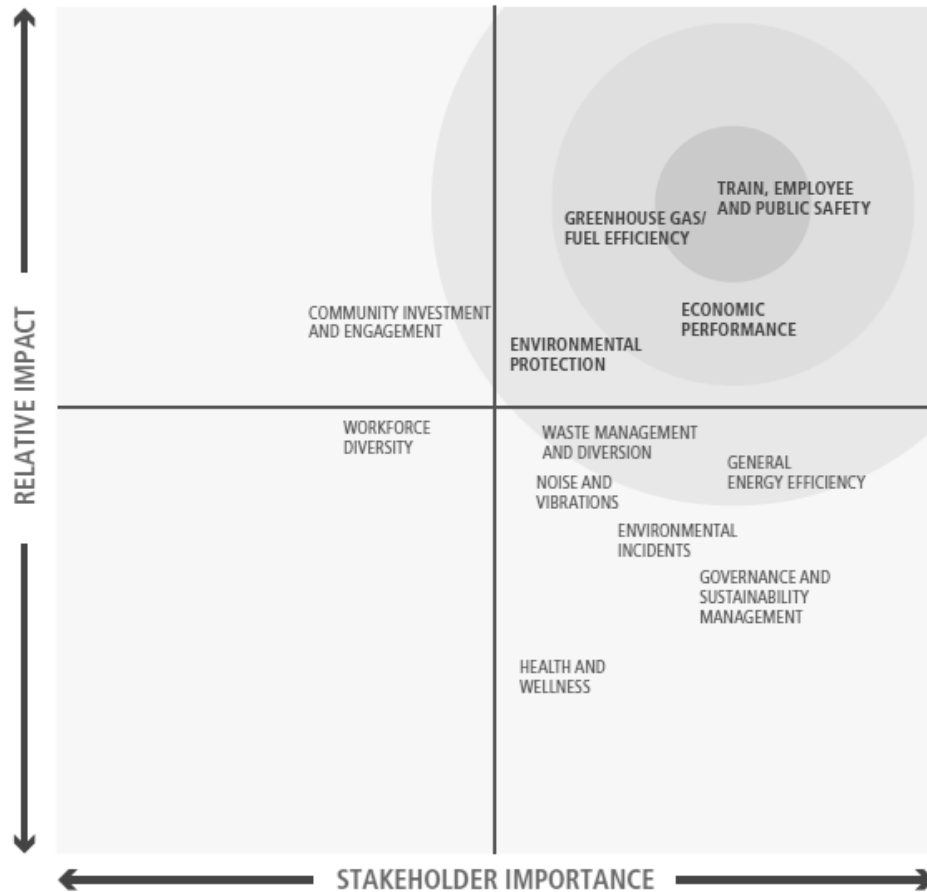 RELATIVE IMPACT
TRAIN, EMPLOYEE
AND PUBLIC SAFETY
GREENHOUSE GAS/
FUEL EFFICIENCY
COMMUNITY INVESTMENT
AND ENGAGEMENT
ECONOMIC
PERFORMANCE
ENVIRONMENTAL
PROTECTION
WORKFORCE
DIVERSITY
WASTE MANAGEMENT
AND DIVERSION
GENERAL
ENERGY EFFICIENCY
NOISE AND
VIBRATIONS
ENVIRONMENTAL
INCIDENTS
GOVERNANCE AND
SUSTAINABILITY
MANAGEMENT
HEALTH AND
WELLNESS
STAKEHOLDER IMPORTANCE